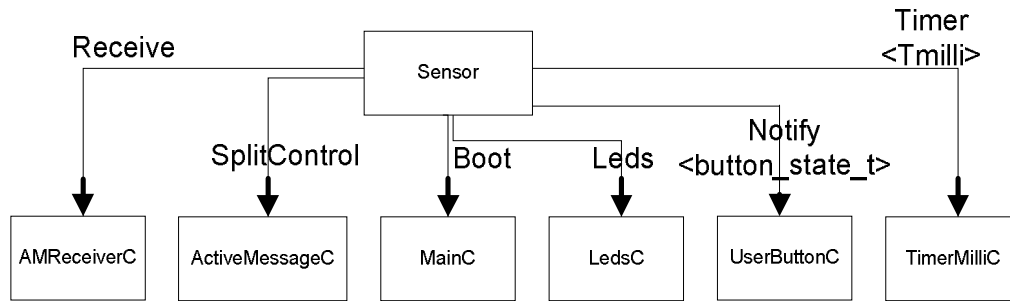 Timer
<Tmilli>
Receive
Sensor
SplitControl
Boot
Leds
Notify
<button_state_t>
AMReceiverC
ActiveMessageC
MainC
LedsC
UserButtonC
TimerMilliC